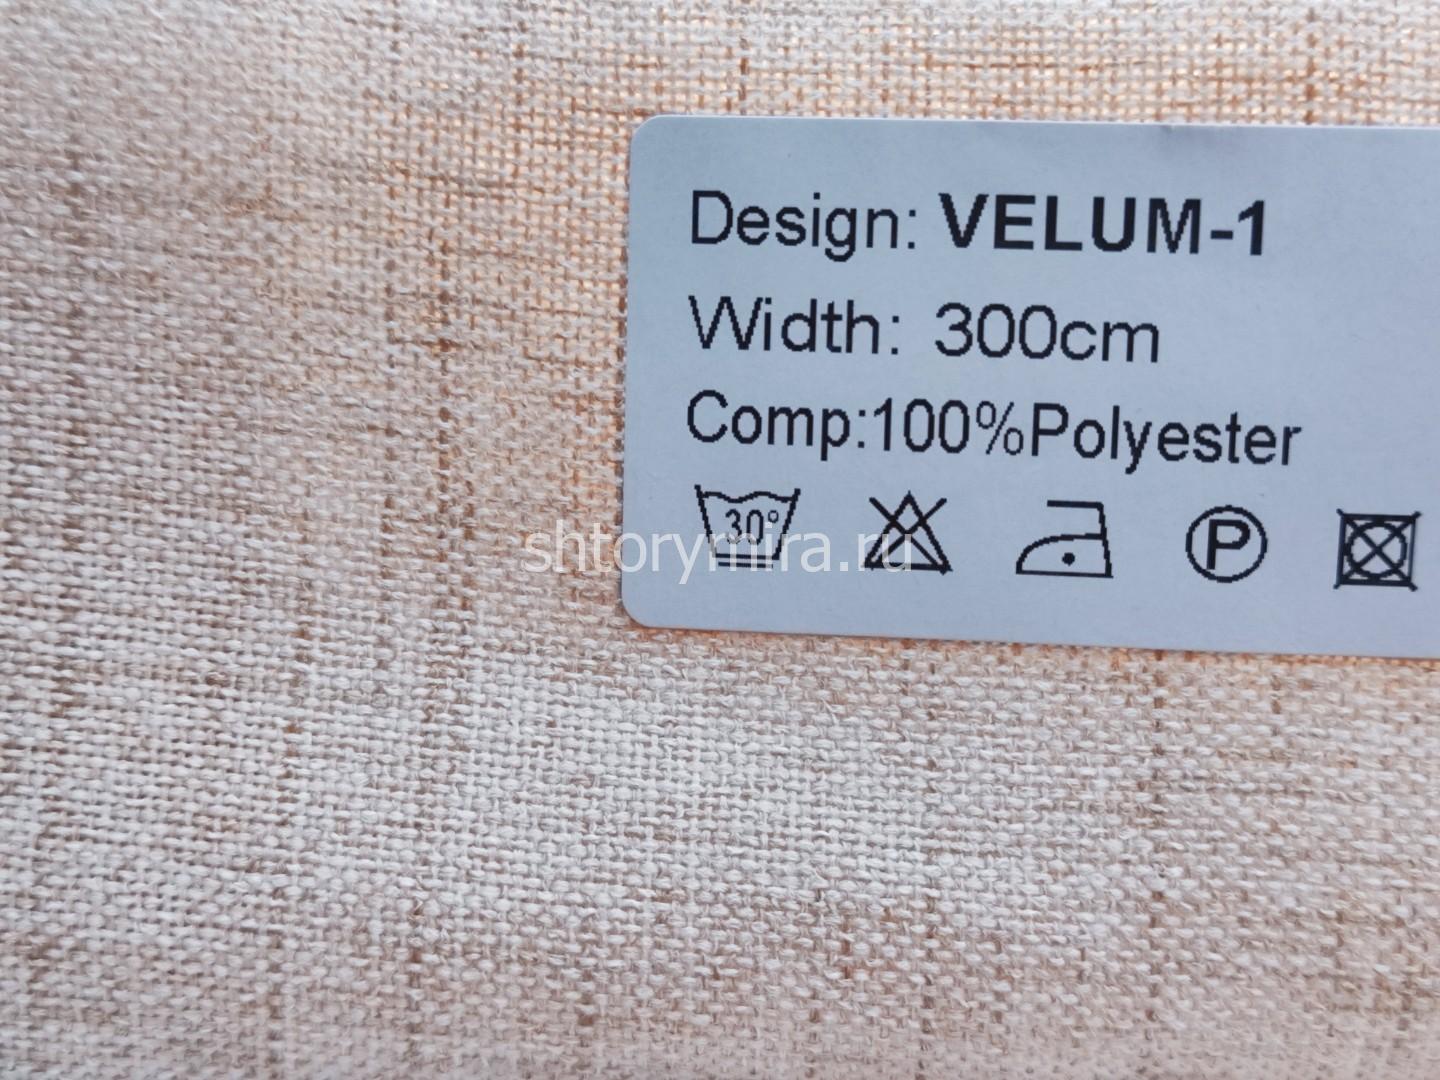 Design: VELUM-1
Width: 300cm
Comp:100%Polyester
30° P
shtorymira.ru